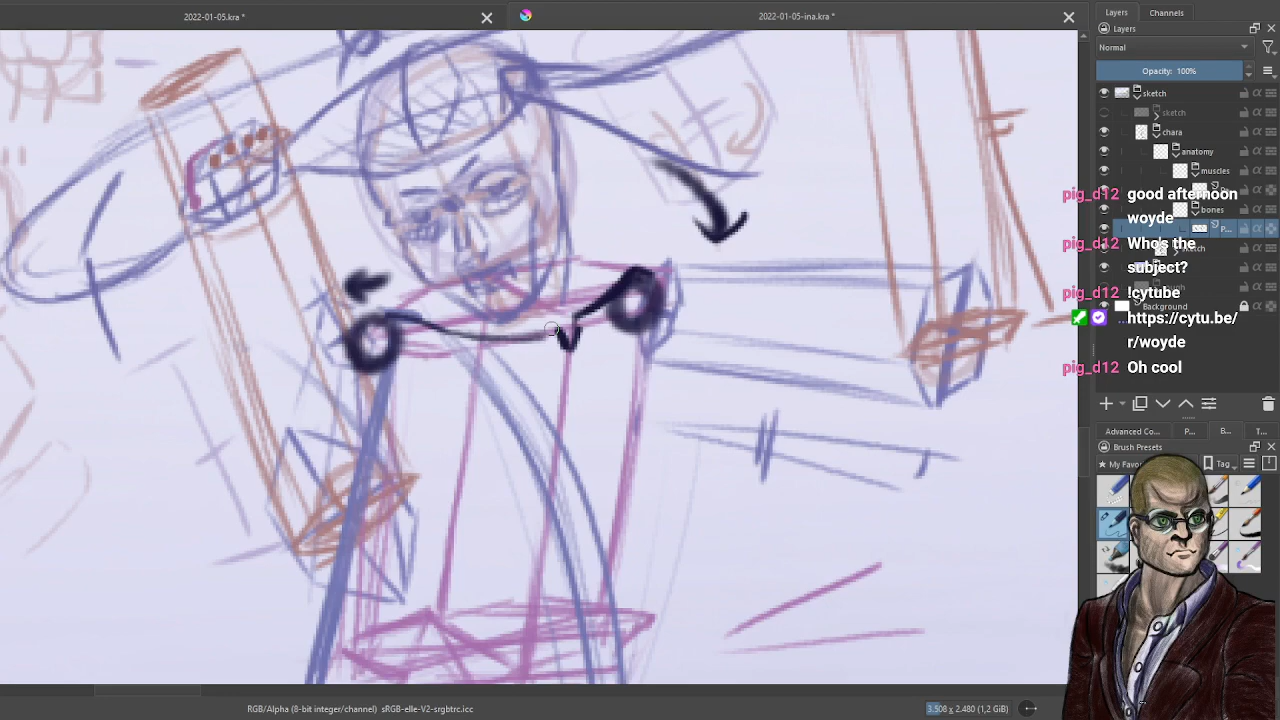 2022-01-05.kra *
2022-01-05-ina.kra *
Layers Channels
Layers
Normal
Opacity: 100%
sketch
sketch
chara
anatomy
muscles
bones
P...
Background
pig_d12 good afternoon
woyde
pig_d12 Who's the
subject?
pig_d12 !cytube
https://cytu.be/
r/woyde
pig_d12 Oh cool
Advanced Co... P... B... T...
Brush Presets
★ My Favor
Tag
RGB/Alpha (8-bit integer/channel) sRGB-elle-V2-srgbtrc.icc
3.508 x 2.480 (1,2 GiB)